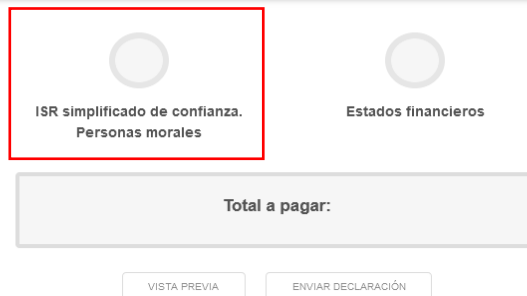 ISR simplificado de confianza.
Personas morales
Estados financieros
Total a pagar:
VISTA PREVIA
ENVIAR DECLARACIÓN